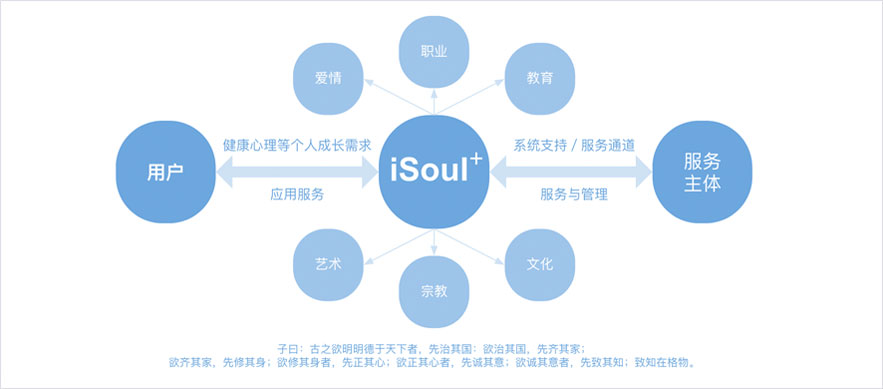 职业
爱情
教育
健康心理等个人成长需求
系统支持 / 服务通道
用户
iSoul+
服务
主体
应用服务
服务与管理
艺术
宗教
文化
子曰：古之欲明明德于天下者，先治其国：欲治其国，先齐其家；
欲齐其家，先修其身；欲修其身者，先正其心；欲正其心者，先诚其意；欲诚其意者，先致其知；致知在格物。